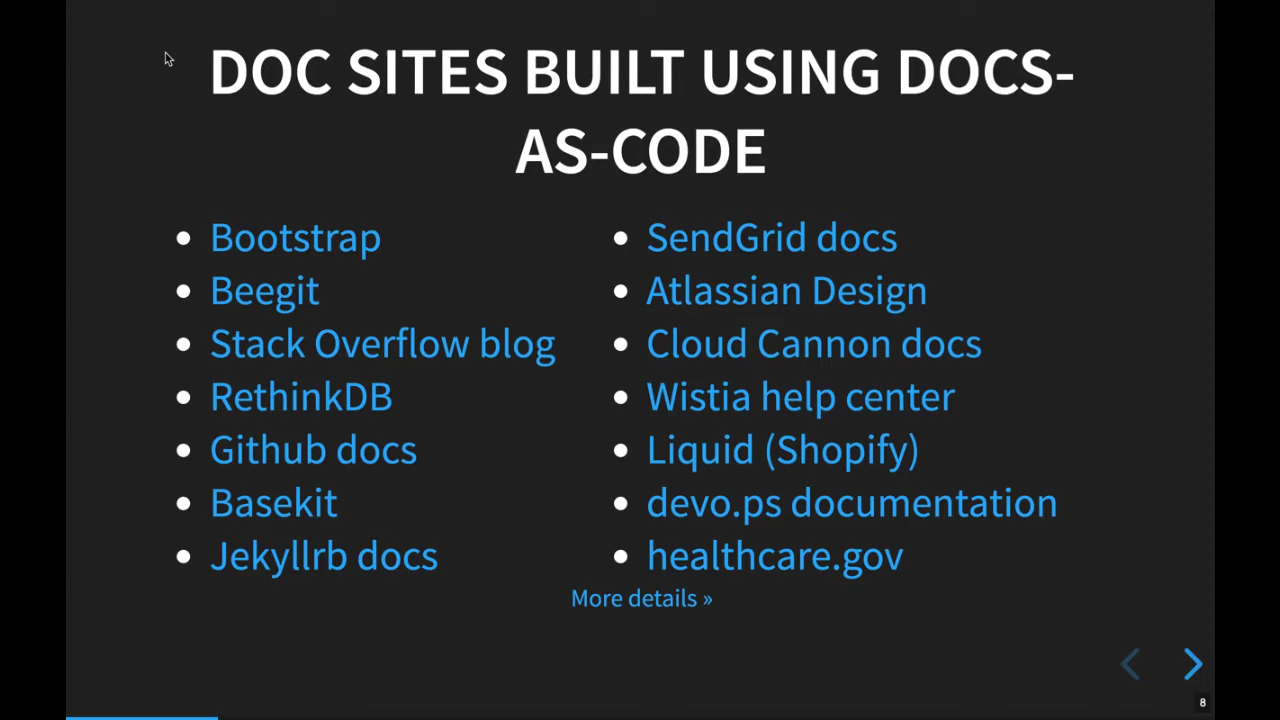 DOC SITES BUILT USING DOCS-
AS-CODE
Bootstrap
Beegit
Stack Overflow blog
RethinkDB
Github docs
Basekit
Jekyllrb docs
SendGrid docs
Atlassian Design
Cloud Cannon docs
Wistia help center
Liquid (Shopify)
devo.ps documentation
healthcare.gov
More details »
8